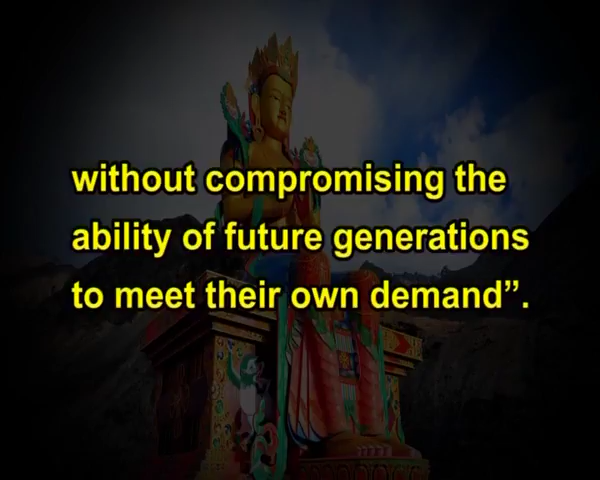 without compromising the
ability of future generations
to meet their own demand”.